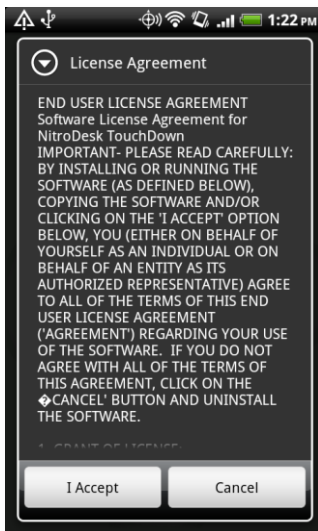 1:22 PM
License Agreement
END USER LICENSE AGREEMENT
Software License Agreement for
NitroDesk TouchDown
IMPORTANT- PLEASE READ CAREFULLY:
BY INSTALLING OR RUNNING THE
SOFTWARE (AS DEFINED BELOW),
COPYING THE SOFTWARE AND/OR
CLICKING ON THE 'I ACCEPT' OPTION
BELOW, YOU (EITHER ON BEHALF OF
YOURSELF AS AN INDIVIDUAL OR ON
BEHALF OF AN ENTITY AS ITS
AUTHORIZED REPRESENTATIVE) AGREE
TO ALL OF THE TERMS OF THIS END
USER LICENSE AGREEMENT
('AGREEMENT') REGARDING YOUR USE
OF THE SOFTWARE.  IF YOU DO NOT
AGREE WITH ALL OF THE TERMS OF
THIS AGREEMENT, CLICK ON THE
�CANCEL' BUTTON AND UNINSTALL
THE SOFTWARE.
1. GRANT OF LICENSE:
I Accept
Cancel